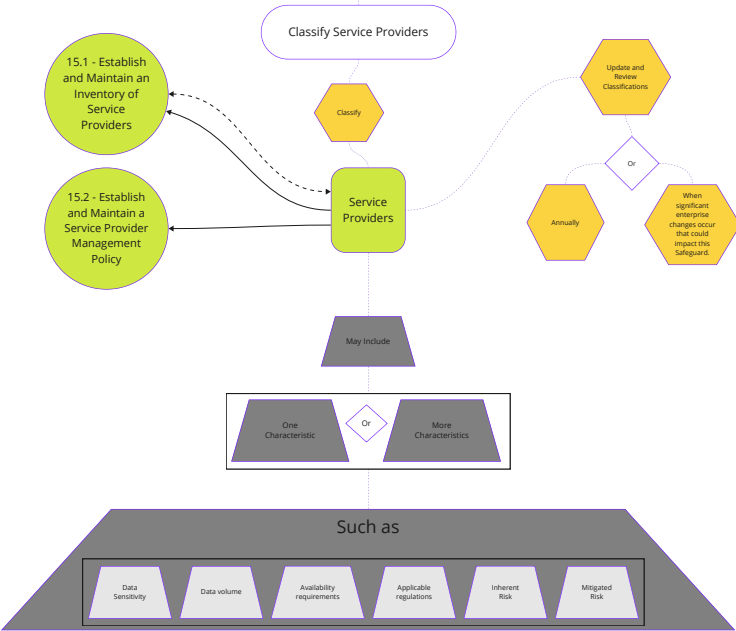 Classify Service Providers
15.1 - Establish
and Maintain an
Inventory of
Service
Providers
Classify
Update and
Review
Classifications
Or
15.2 - Establish
and Maintain a
Service Provider
Management
Policy
Service
Providers
Annually
When
significant
enterprise
changes occur
that could
impact this
Safeguard.
May Include
One
Characteristic
Or
More
Characteristics
Such as
Data
Sensitivity
Data volume
Availability
requirements
Applicable
regulations
Inherent
Risk
Mitigated
Risk